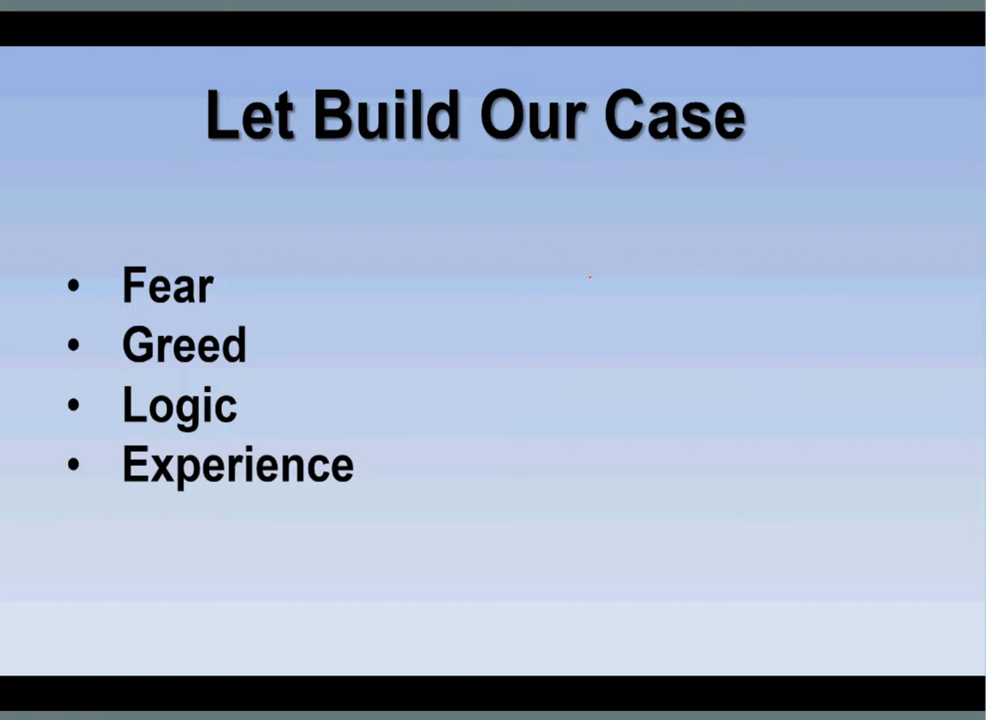 Let Build Our Case
• Fear
• Greed
• Logic
• Experience